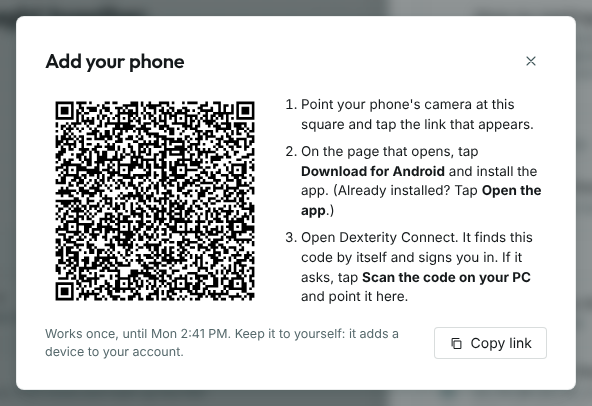 Add your phone
1. Point your phone's camera at this
square and tap the link that appears.
2. On the page that opens, tap
Download for Android and install the
app. (Already installed? Tap Open the
app.)
3. Open Dexterity Connect. It finds this
code by itself and signs you in. If it
asks, tap Scan the code on your PC
and point it here.
Works once, until Mon 2:41 PM. Keep it to yourself: it adds a
device to your account.
Copy link